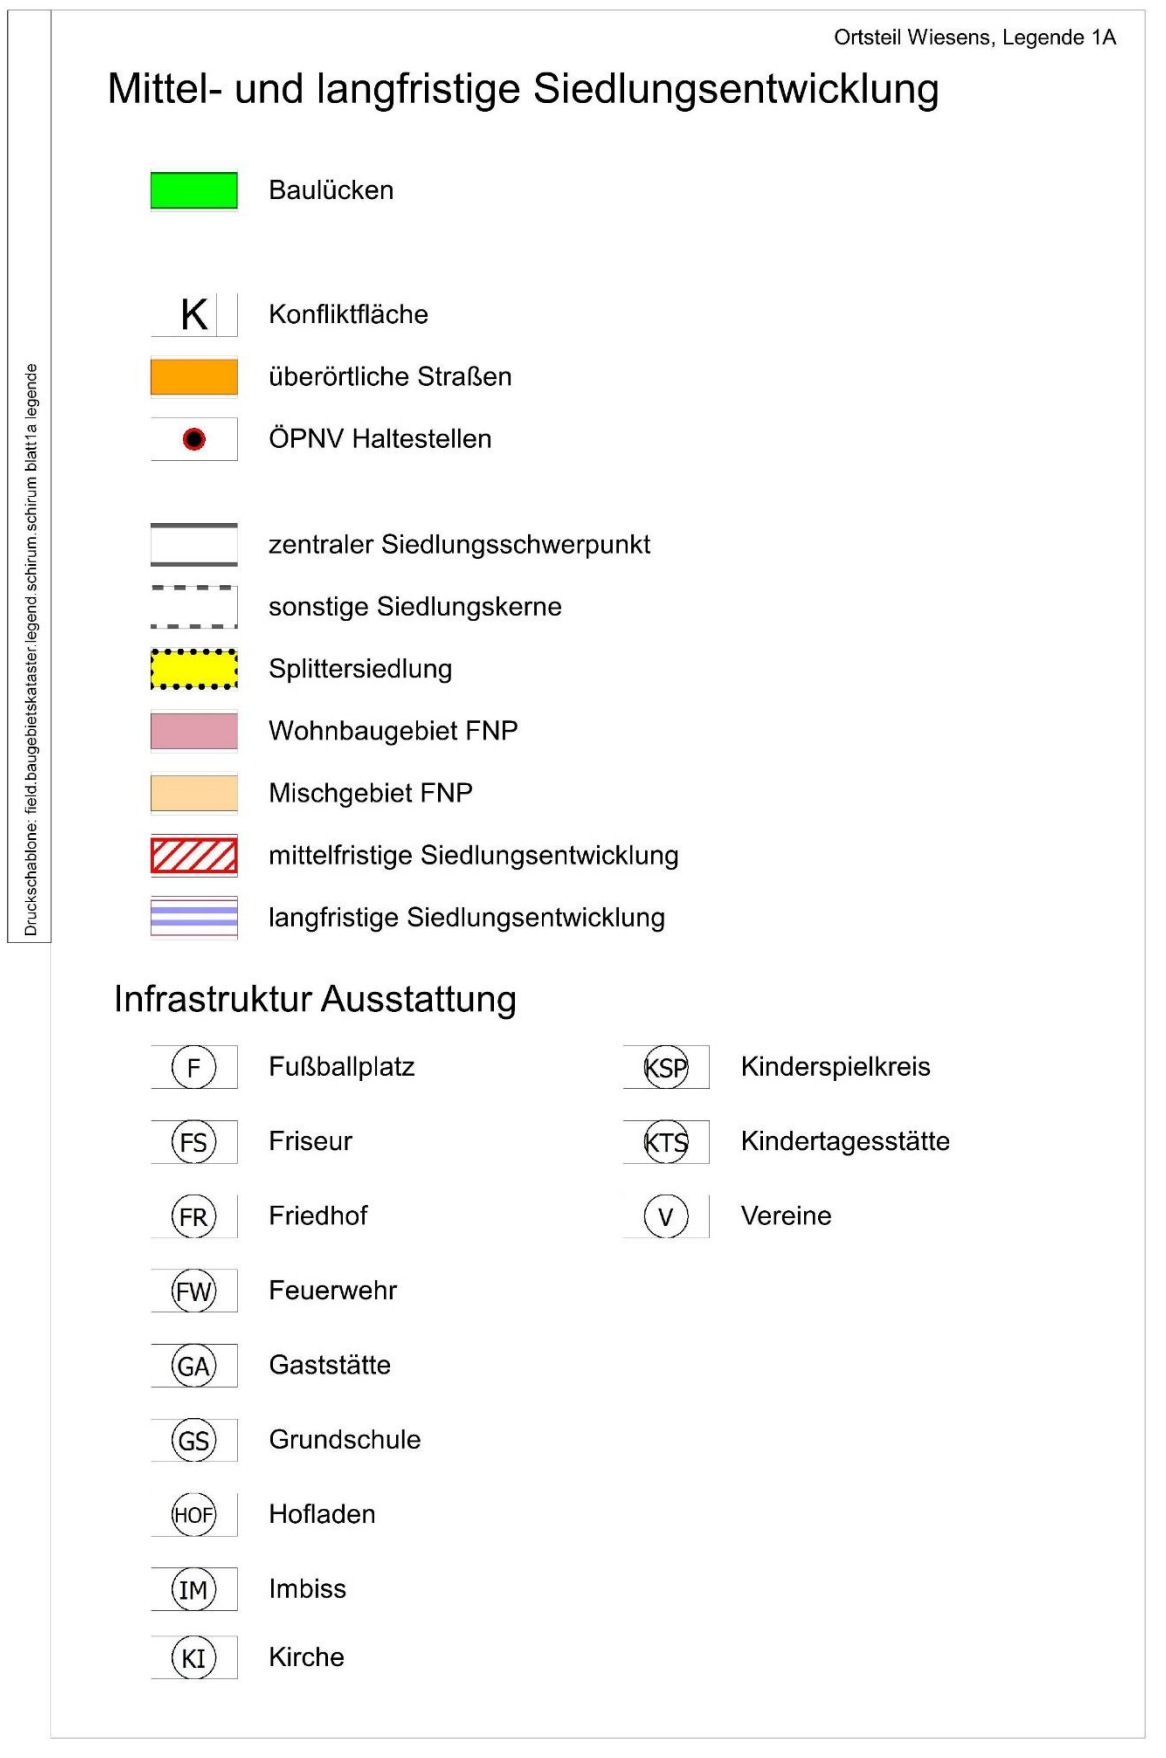 Ortsteil Wiesens, Legende 1A
Mittel- und langfristige Siedlungsentwicklung
Baulücken
K Konfliktfläche
überörtliche Straßen
ÖPNV Haltestellen
zentraler Siedlungsschwerpunkt
sonstige Siedlungskerne
Splittersiedlung
Wohnbaugebiet FNP
Mischgebiet FNP
mittelfristige Siedlungsentwicklung
langfristige Siedlungsentwicklung
Druckschablone: field.baugebietskataster.legend.schirum.schirum blatt1a legende
Infrastruktur Ausstattung
F Fußballplatz
FS Friseur
FR Friedhof
FW Feuerwehr
GA Gaststätte
GS Grundschule
HOF Hofladen
IM Imbiss
KI Kirche
KSP Kinderspielkreis
KTS Kindertagesstätte
V Vereine